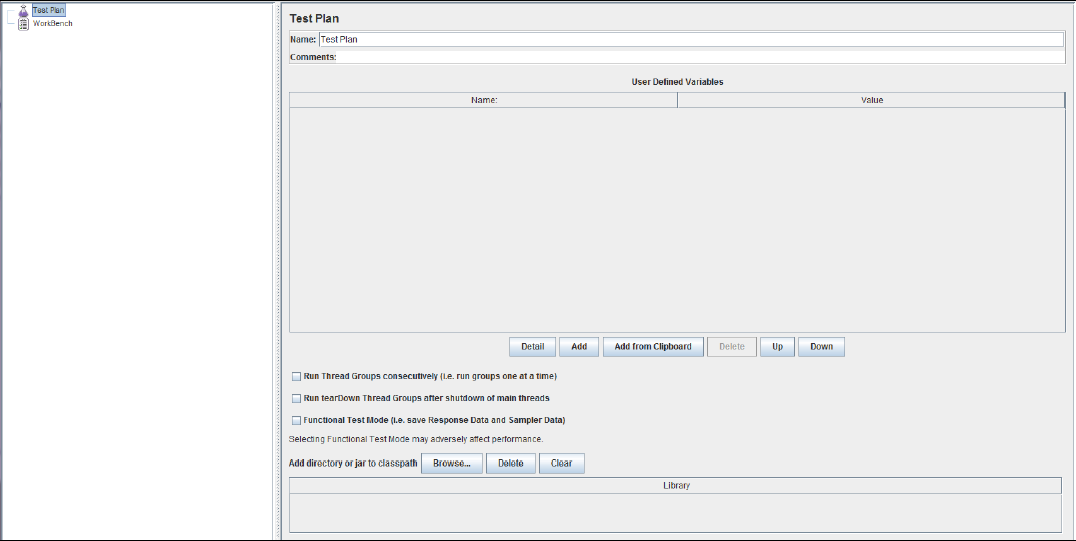 Test Plan
WorkBench
Test Plan
Name: Test Plan
Comments:
User Defined Variables
Name: Value
Detail Add Add from Clipboard Delete Up Down
Run Thread Groups consecutively (i.e. run groups one at a time)
Run tearDown Thread Groups after shutdown of main threads
Functional Test Mode (i.e. save Response Data and Sampler Data)
Selecting Functional Test Mode may adversely affect performance.
Add directory or jar to classpath Browse... Delete Clear
Library